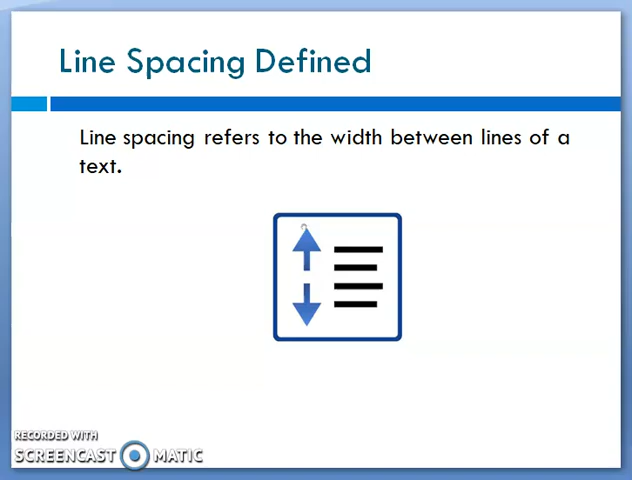 Line Spacing Defined
Line spacing refers to the width between lines of a
text.
RECORDED WITH
SCREENCAST MATIC